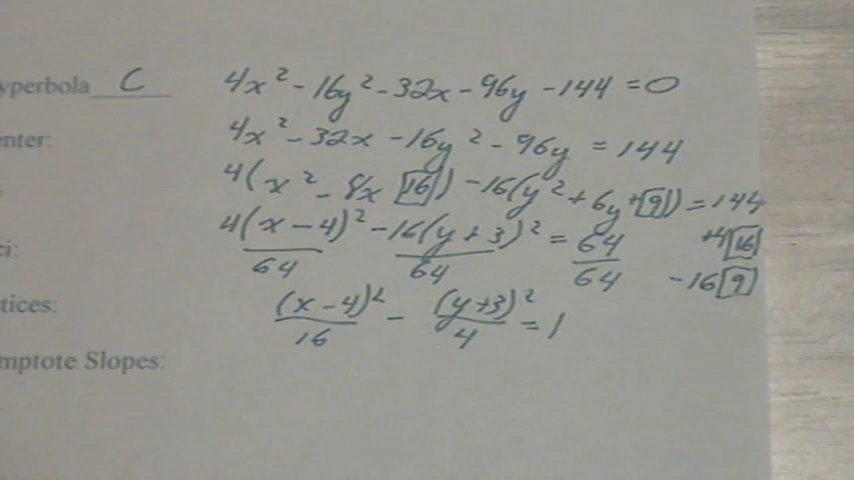 yperbola C
4x² - 16y² - 32x - 96y - 144 = 0
nter:
4x² - 32x - 16y² - 96y = 144
4(x² - 8x [16]) - 16(y² + 6y + [9]) = 144
+4[16]
4(x-4)²/64 - 16(y+3)²/64 = 64/64
-16[9]
ci:
(x-4)²/16 - (y+3)²/4 = 1
tices:
mptote Slopes: